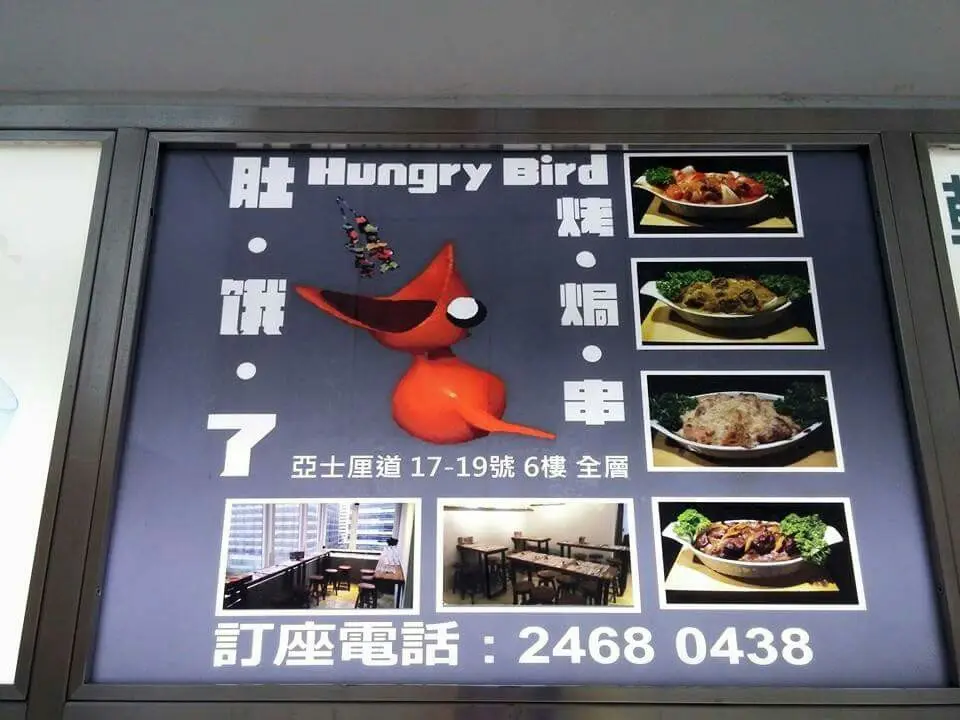 Hungry Bird
肚·餓·了
烤·焗·串
亞士厘道 17-19號 6樓 全層
訂座電話：2468 0438